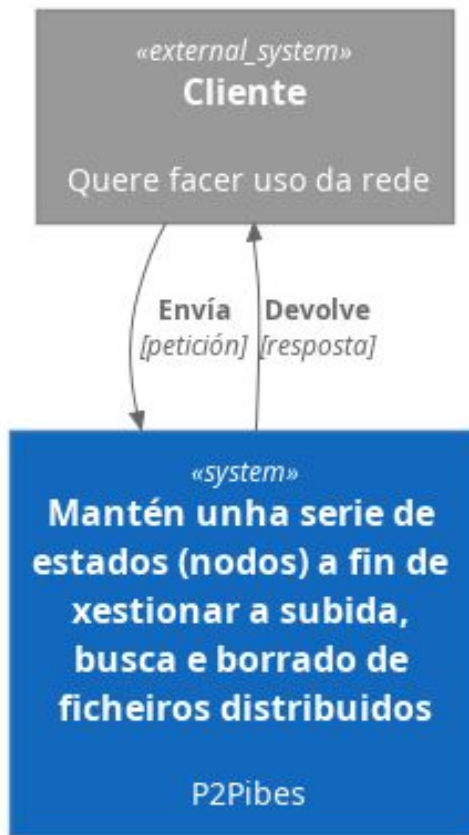 «external_system»
Cliente
Quere facer uso da rede
Envía
[petición]
Devolve
[resposta]
«system»
Mantén unha serie de
estados (nodos) a fin de
xestionar a subida,
busca e borrado de
ficheiros distribuidos
P2Pibes